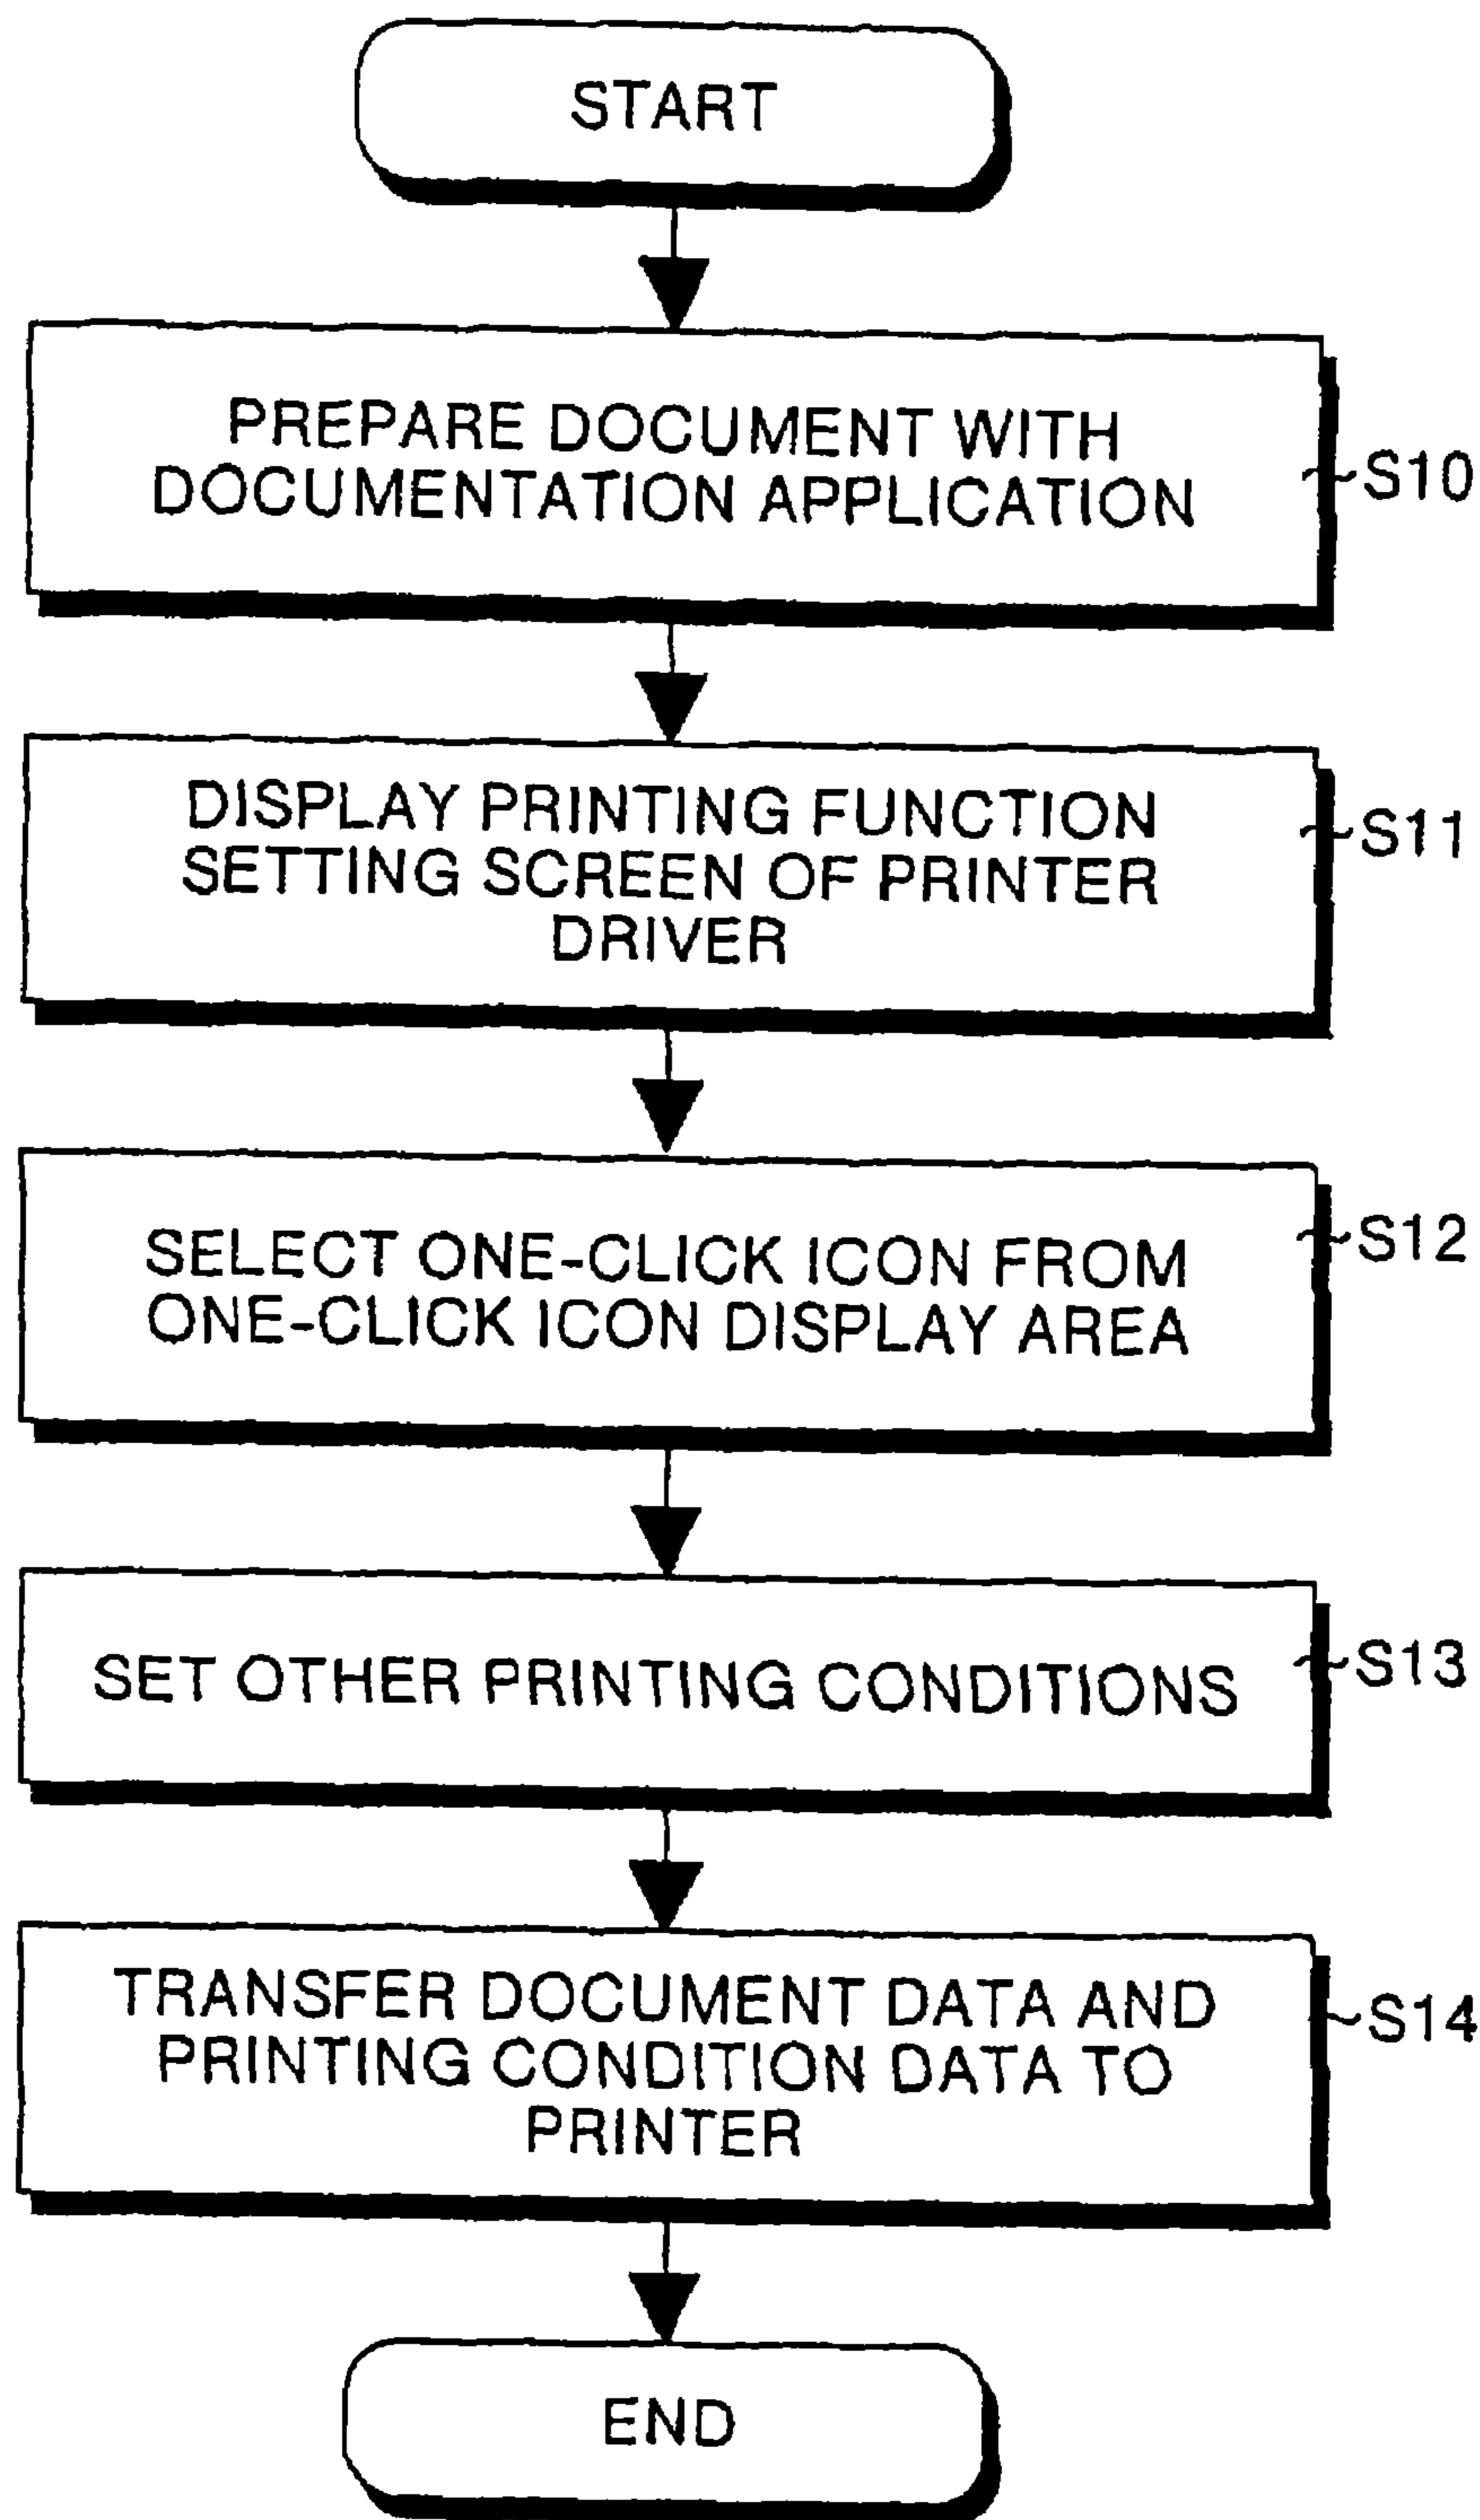 START
PREPARE DOCUMENT WITH
DOCUMENTATION APPLICATION
S10
DISPLAY PRINTING FUNCTION
SETTING SCREEN OF PRINTER
DRIVER
S11
SELECT ONE-CLICK ICON FROM
ONE-CLICK ICON DISPLAY AREA
S12
SET OTHER PRINTING CONDITIONS
S13
TRANSFER DOCUMENT DATA AND
PRINTING CONDITION DATA TO
PRINTER
S14
END